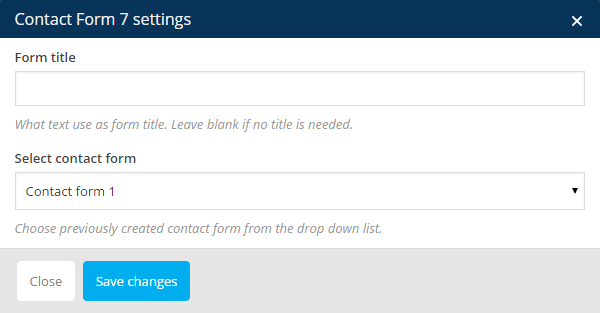 Contact Form 7 settings
Form title
What text use as form title. Leave blank if no title is needed.
Select contact form
Contact form 1
Choose previously created contact form from the drop down list.
Close
Save changes